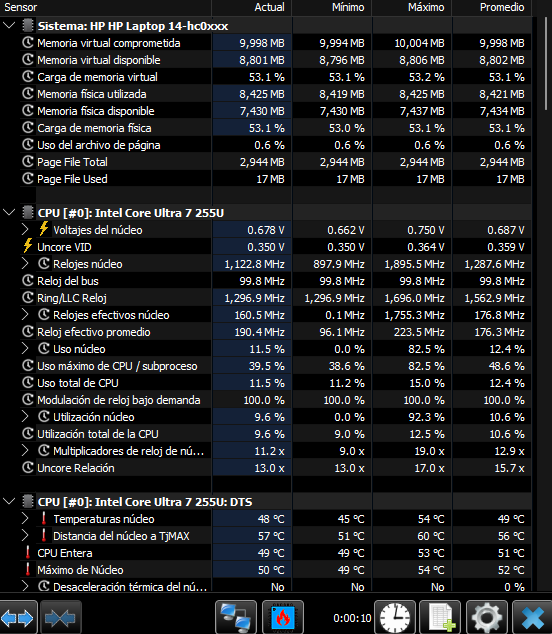 Sensor Actual Mínimo Máximo Promedio
Sistema: HP HP Laptop 14-hc0xxx
Memoria virtual comprometida 9,998 MB 9,994 MB 10,004 MB 9,998 MB
Memoria virtual disponible 8,801 MB 8,796 MB 8,806 MB 8,802 MB
Carga de memoria virtual 53.1 % 53.1 % 53.2 % 53.1 %
Memoria física utilizada 8,425 MB 8,419 MB 8,425 MB 8,421 MB
Memoria física disponible 7,430 MB 7,430 MB 7,437 MB 7,434 MB
Carga de memoria física 53.1 % 53.0 % 53.1 % 53.1 %
Uso del archivo de página 0.6 % 0.6 % 0.6 % 0.6 %
Page File Total 2,944 MB 2,944 MB 2,944 MB 2,944 MB
Page File Used 17 MB 17 MB 17 MB 17 MB
CPU [#0]: Intel Core Ultra 7 255U
Voltajes del núcleo 0.678 V 0.662 V 0.750 V 0.687 V
Uncore VID 0.350 V 0.350 V 0.364 V 0.359 V
Relojes núcleo 1,122.8 MHz 897.9 MHz 1,895.5 MHz 1,287.6 MHz
Reloj del bus 99.8 MHz 99.8 MHz 99.8 MHz 99.8 MHz
Ring/LLC Reloj 1,296.9 MHz 1,296.9 MHz 1,696.0 MHz 1,562.9 MHz
Relojes efectivos núcleo 160.5 MHz 0.1 MHz 1,755.3 MHz 176.8 MHz
Reloj efectivo promedio 190.4 MHz 96.1 MHz 223.5 MHz 176.3 MHz
Uso núcleo 11.5 % 0.0 % 82.5 % 12.4 %
Uso máximo de CPU / subproceso 39.5 % 38.6 % 82.5 % 48.6 %
Uso total de CPU 11.5 % 11.2 % 15.0 % 12.4 %
Modulación de reloj bajo demanda 100.0 % 100.0 % 100.0 % 100.0 %
Utilización núcleo 9.6 % 0.0 % 92.3 % 10.6 %
Utilización total de la CPU 9.6 % 9.0 % 12.5 % 10.6 %
Multiplicadores de reloj de nú... 11.2 x 9.0 x 19.0 x 12.9 x
Uncore Relación 13.0 x 13.0 x 17.0 x 15.7 x
CPU [#0]: Intel Core Ultra 7 255U: DTS
Temperaturas núcleo 48 ºC 45 ºC 54 ºC 49 ºC
Distancia del núcleo a TjMAX 57 ºC 51 ºC 60 ºC 56 ºC
CPU Entera 49 ºC 49 ºC 53 ºC 51 ºC
Máximo de Núcleo 50 ºC 49 ºC 54 ºC 52 ºC
Desaceleración térmica del nú... No No No 0 %
0:00:10